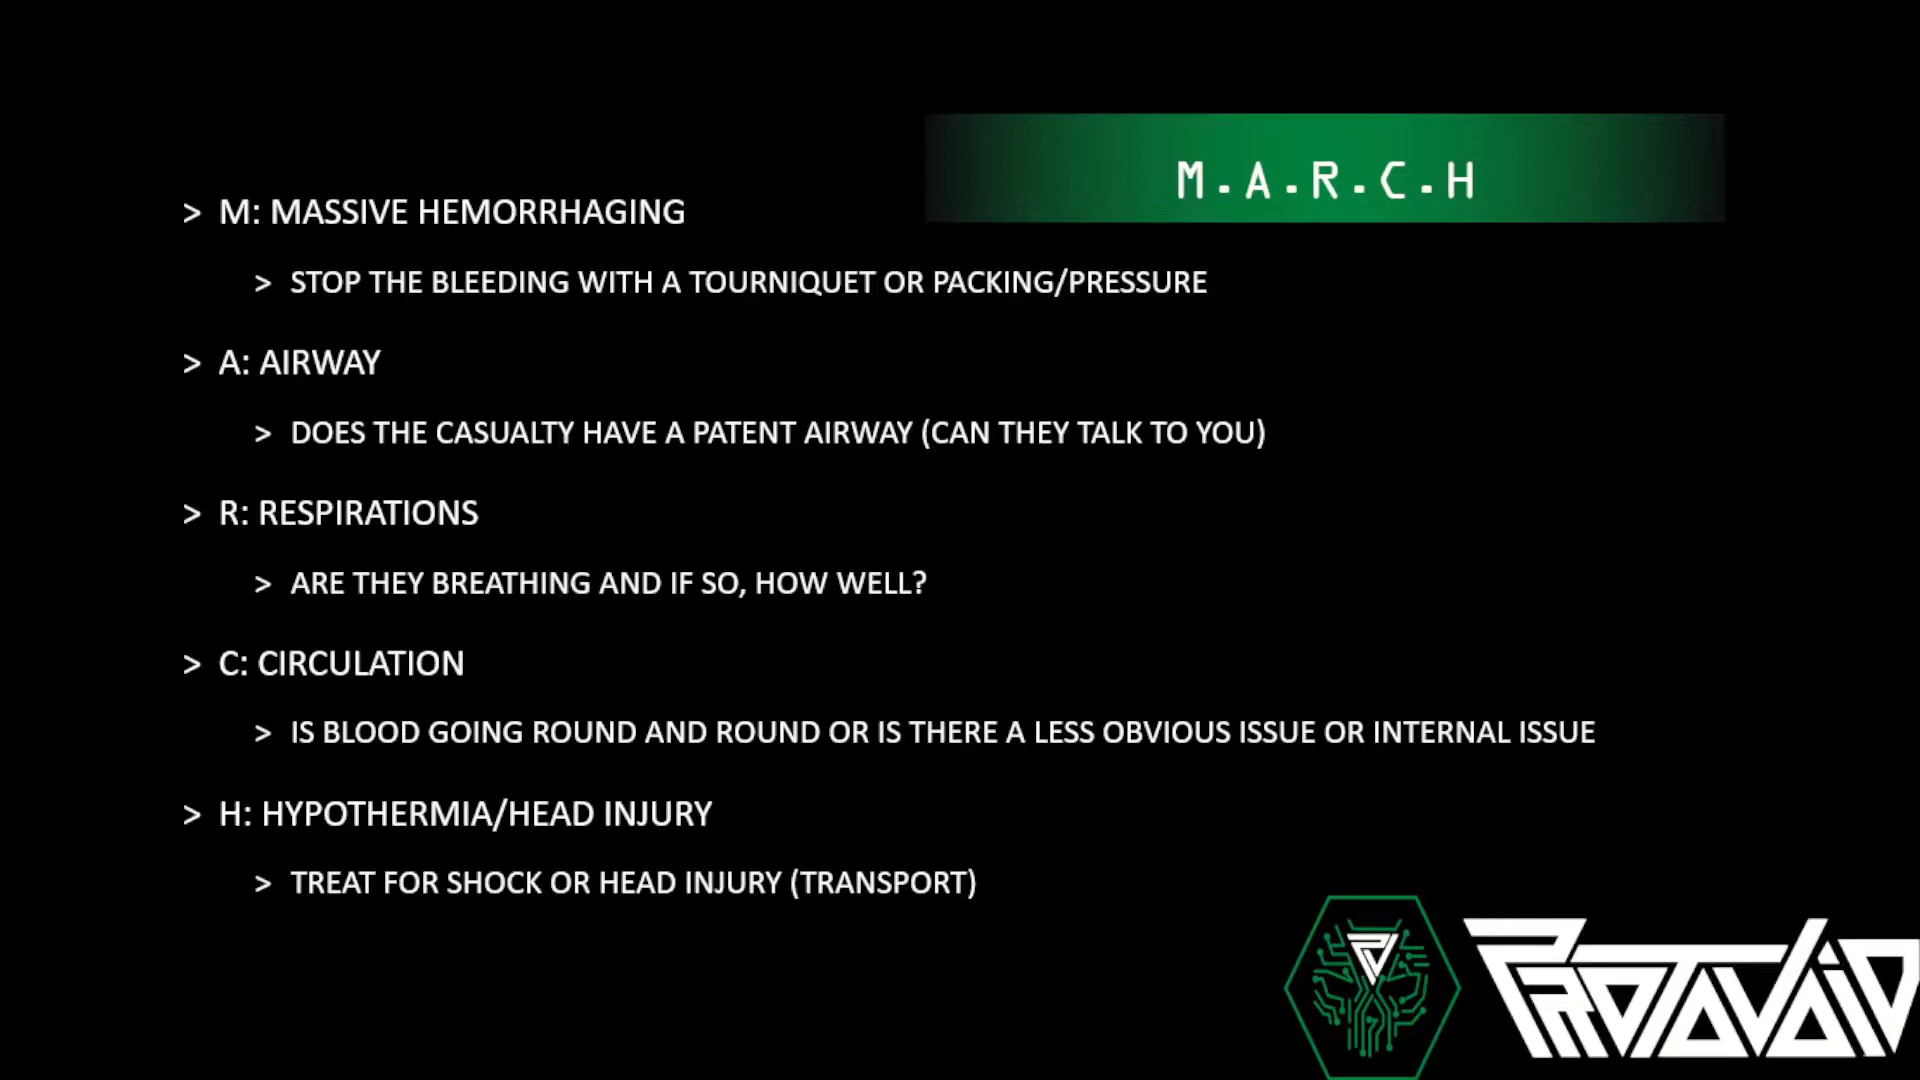 M.A.R.C.H
> M: MASSIVE HEMORRHAGING
> STOP THE BLEEDING WITH A TOURNIQUET OR PACKING/PRESSURE
> A: AIRWAY
> DOES THE CASUALTY HAVE A PATENT AIRWAY (CAN THEY TALK TO YOU)
> R: RESPIRATIONS
> ARE THEY BREATHING AND IF SO, HOW WELL?
> C: CIRCULATION
> IS BLOOD GOING ROUND AND ROUND OR IS THERE A LESS OBVIOUS ISSUE OR INTERNAL ISSUE
> H: HYPOTHERMIA/HEAD INJURY
> TREAT FOR SHOCK OR HEAD INJURY (TRANSPORT)
PROTOVOID